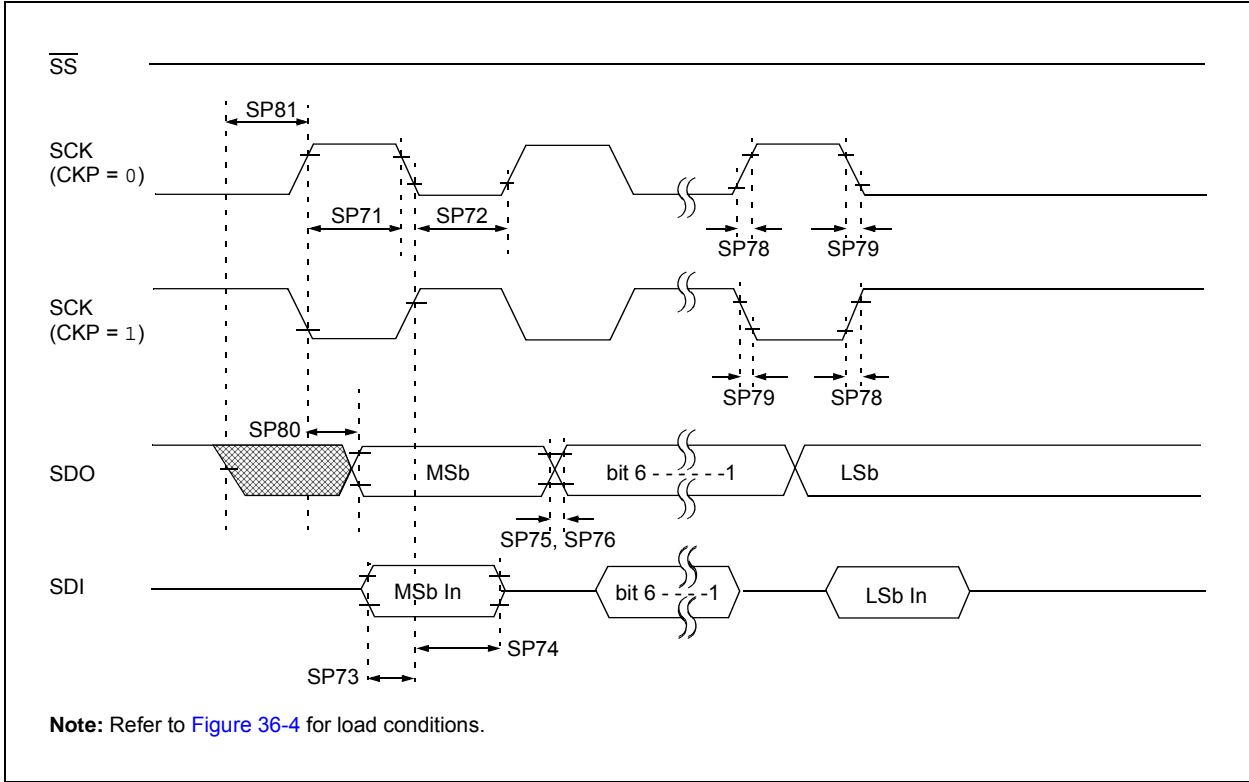 SS
SP81
SCK
(CKP = 0)
SP71
SP72
SP78
SP79
SCK
(CKP = 1)
SP79
SP78
SP80
SDO
MSb
bit 6 - - - - - - -1
LSb
SP75, SP76
SDI
MSb In
bit 6 - - - - -1
LSb In
SP74
SP73
Note: Refer to Figure 36-4 for load conditions.